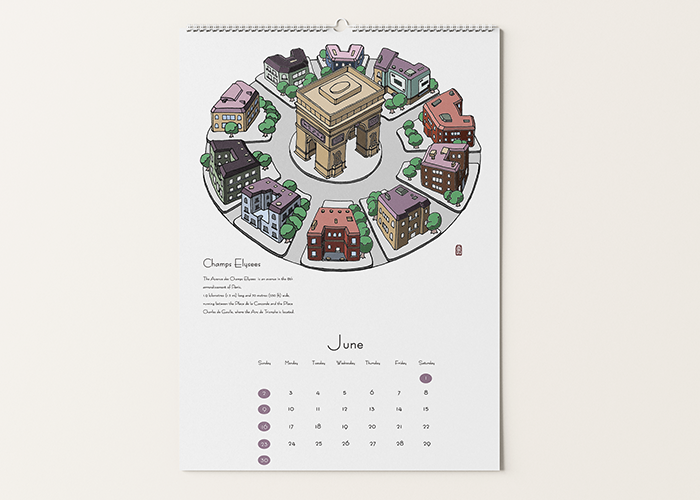 Champs Elysees
The Avenue des Champs Elysees is an avenue in the 8th
arrondissement of Paris,
1.9 kilometres (1.2 mi) long and 70 metres (230 ft) wide,
running between the Place de la Concorde and the Place
Charles de Gaulle, where the Arc de Triomphe is located
June
Sunday Monday Tuesday Wednesday Thursday Friday Saturday
1
2 3 4 5 6 7 8
9 10 11 12 13 14 15
16 17 18 19 20 21 22
23 24 25 26 27 28 29
30